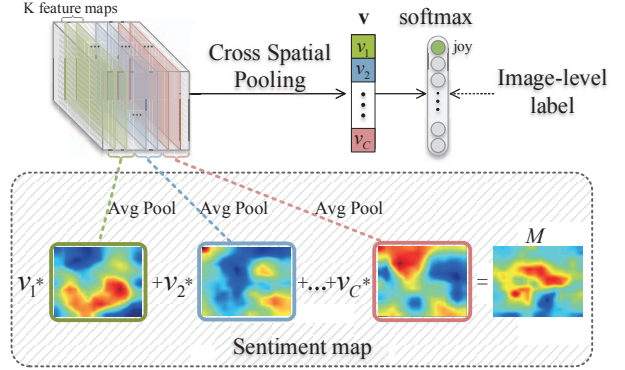 K feature maps
...
...
...
Cross Spatial
Pooling
v
v1
v2
vC
softmax
joy
Image-level
label
Avg Pool
Avg Pool
Avg Pool
v1* +v2* +...+vC* = M
Sentiment map